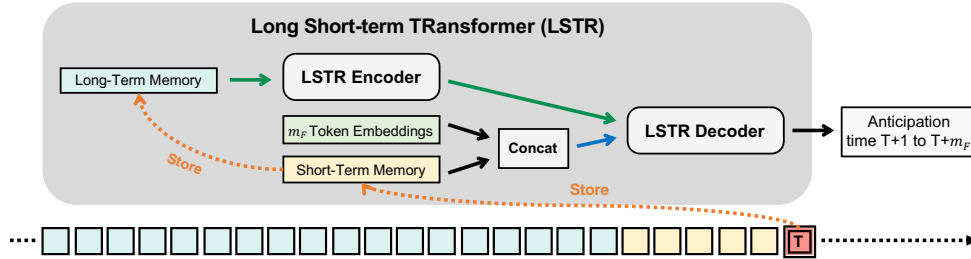 Long Short-term TRansformer (LSTR)
Long-Term Memory
LSTR Encoder
m_F Token Embeddings
Concat
Short-Term Memory
LSTR Decoder
Anticipation
time T+1 to T+m_F
Store
Store
T